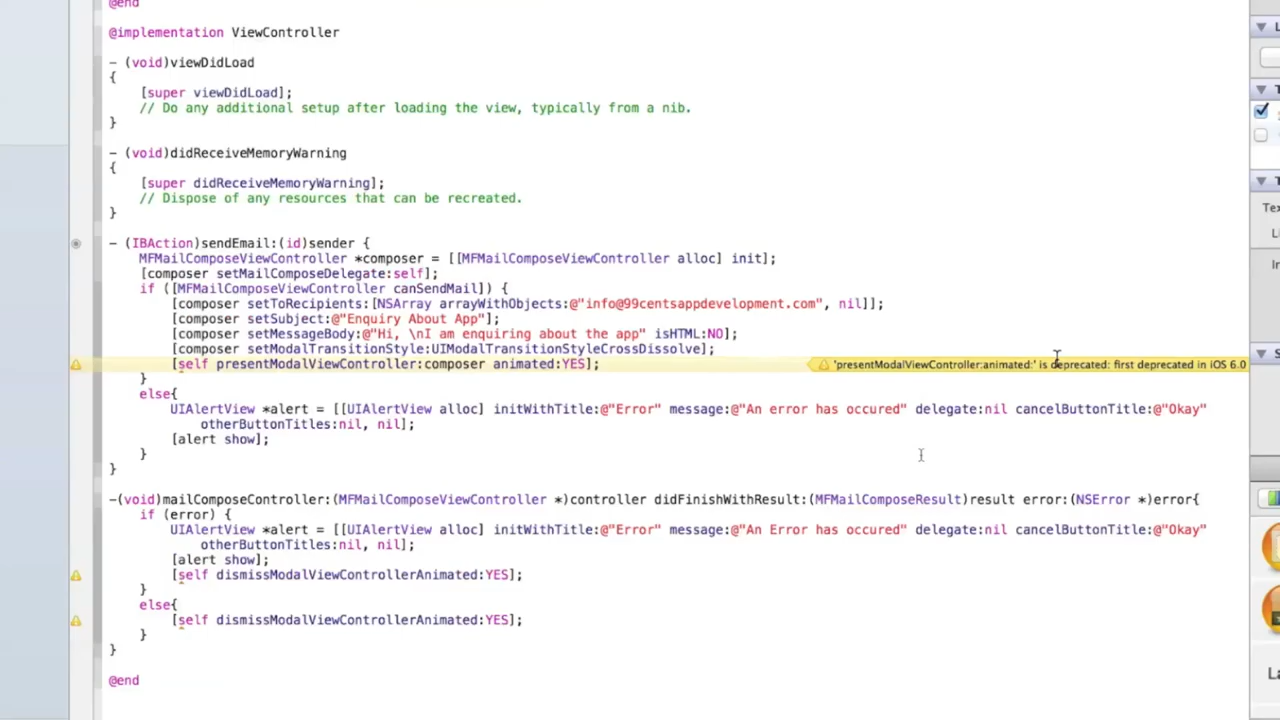 @end
@implementation ViewController
- (void)viewDidLoad
{
[super viewDidLoad];
// Do any additional setup after loading the view, typically from a nib.
}
- (void)didReceiveMemoryWarning
{
[super didReceiveMemoryWarning];
// Dispose of any resources that can be recreated.
}
- (IBAction)sendEmail:(id)sender {
MFMailComposeViewController *composer = [[MFMailComposeViewController alloc] init];
[composer setMailComposeDelegate:self];
if ([MFMailComposeViewController canSendMail]) {
[composer setToRecipients:[NSArray arrayWithObjects:@"info@99centsappdevelopment.com", nil]];
[composer setSubject:@"Enquiry About App"];
[composer setMessageBody:@"Hi, \nI am enquiring about the app" isHTML:NO];
[composer setModalTransitionStyle:UIModalTransitionStyleCrossDissolve];
[self presentModalViewController:composer animated:YES]; 'presentModalViewController:animated:' is deprecated: first deprecated in iOS 6.0
}
else{
UIAlertView *alert = [[UIAlertView alloc] initWithTitle:@"Error" message:@"An error has occured" delegate:nil cancelButtonTitle:@"Okay"
otherButtonTitles:nil, nil];
[alert show];
}
}
-(void)mailComposeController:(MFMailComposeViewController *)controller didFinishWithResult:(MFMailComposeResult)result error:(NSError *)error{
if (error) {
UIAlertView *alert = [[UIAlertView alloc] initWithTitle:@"Error" message:@"An Error has occured" delegate:nil cancelButtonTitle:@"Okay"
otherButtonTitles:nil, nil];
[alert show];
[self dismissModalViewControllerAnimated:YES];
}
else{
[self dismissModalViewControllerAnimated:YES];
}
}
@end